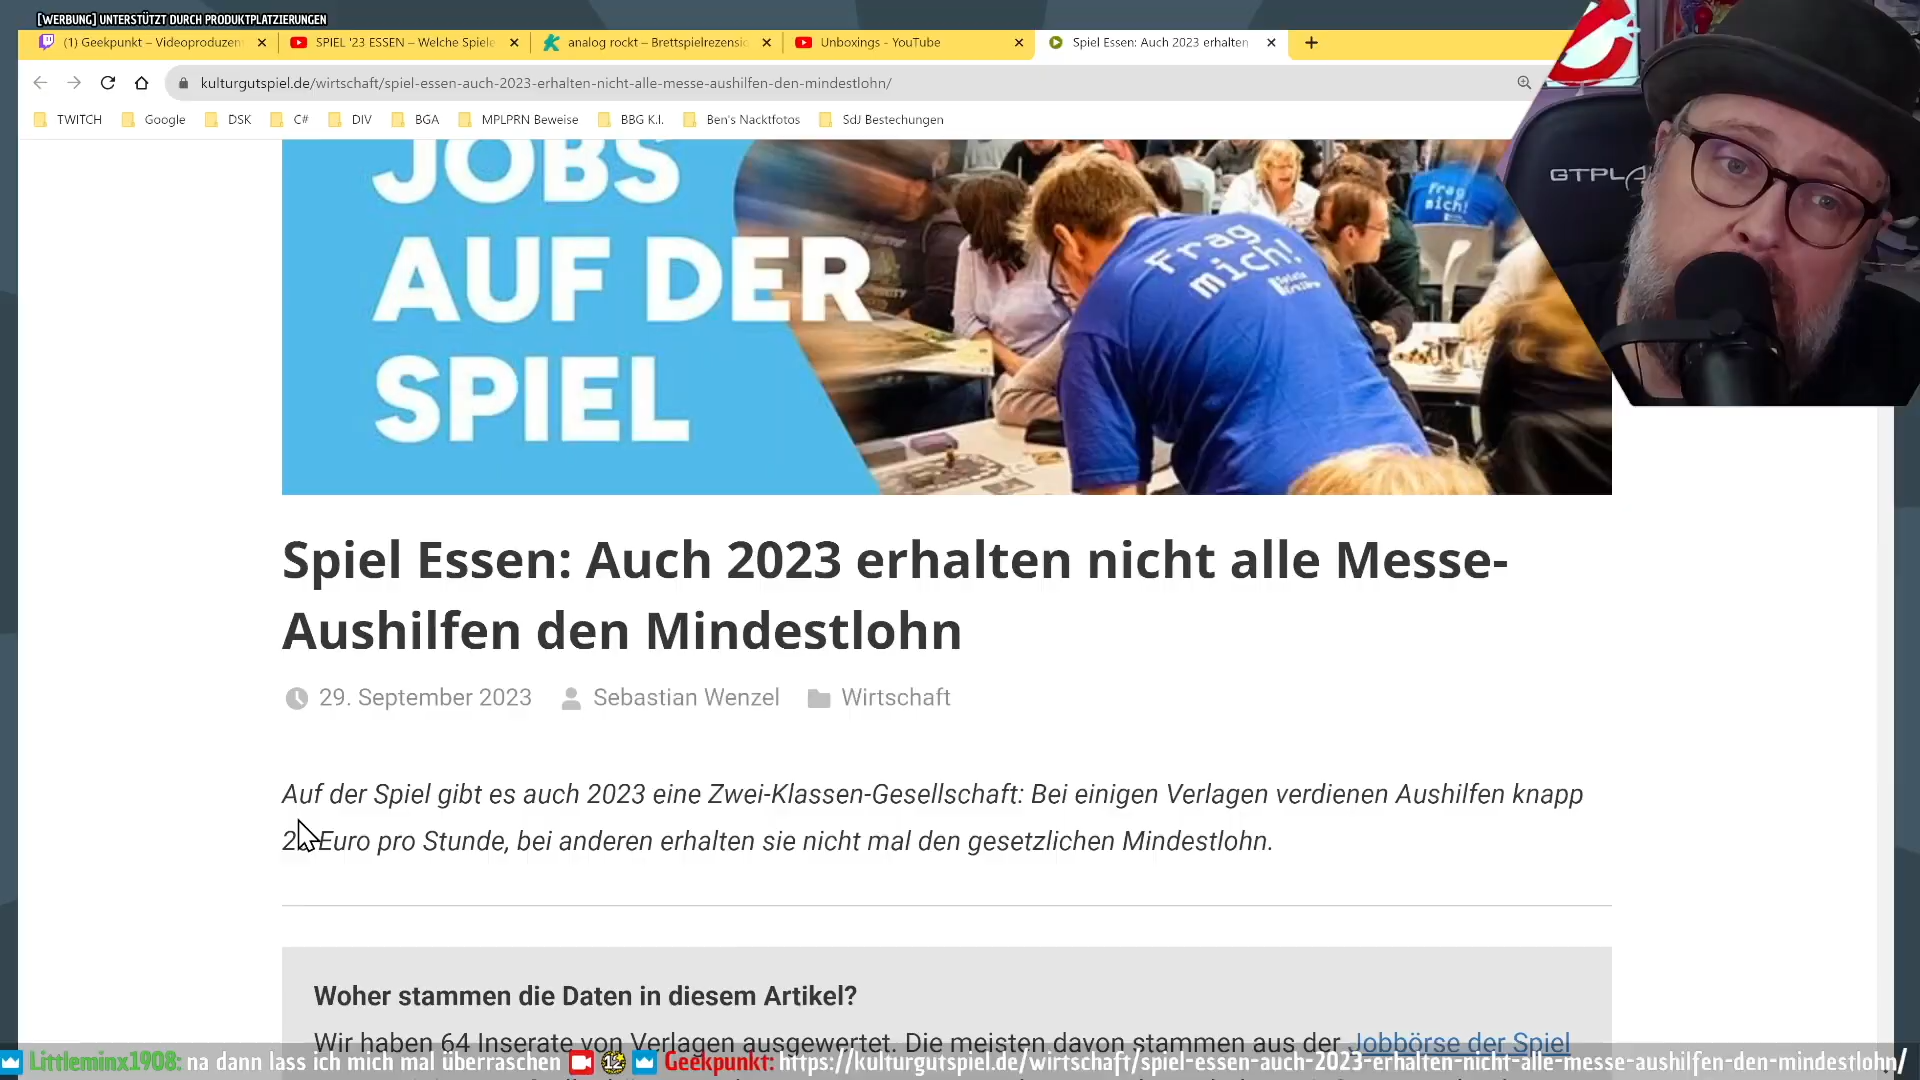 [WERBUNG] UNTERSTÜTZT DURCH PRODUKTPLATZIERUNGEN
(1) Geekpunkt – Videoproduzen
SPIEL '23 ESSEN – Welche Spiele
analog rockt – Brettspielrezensio
Unboxings - YouTube
Spiel Essen: Auch 2023 erhalten
kulturgutspiel.de/wirtschaft/spiel-essen-auch-2023-erhalten-nicht-alle-messe-aushilfen-den-mindestlohn/
TWITCH Google DSK C# DIV BGA MPLPRN Beweise BBG K.I. Ben's Nacktfotos SdJ Bestechungen
JOBS
AUF DER
SPIEL
Frag
mich!
Frag
mich!
GTPLA
Spiel Essen: Auch 2023 erhalten nicht alle Messe-
Aushilfen den Mindestlohn
29. September 2023 Sebastian Wenzel Wirtschaft
Auf der Spiel gibt es auch 2023 eine Zwei-Klassen-Gesellschaft: Bei einigen Verlagen verdienen Aushilfen knapp
Euro pro Stunde, bei anderen erhalten sie nicht mal den gesetzlichen Mindestlohn.
Woher stammen die Daten in diesem Artikel?
Wir haben 64 Inserate von Verlagen ausgewertet. Die meisten davon stammen aus der Jobbörse der Spiel
Littleminx1908: na dann lass ich mich mal überraschen Geekpunkt: https://kulturgutspiel.de/wirtschaft/spiel-essen-auch-2023-erhalten-nicht-alle-messe-aushilfen-den-mindestlohn/